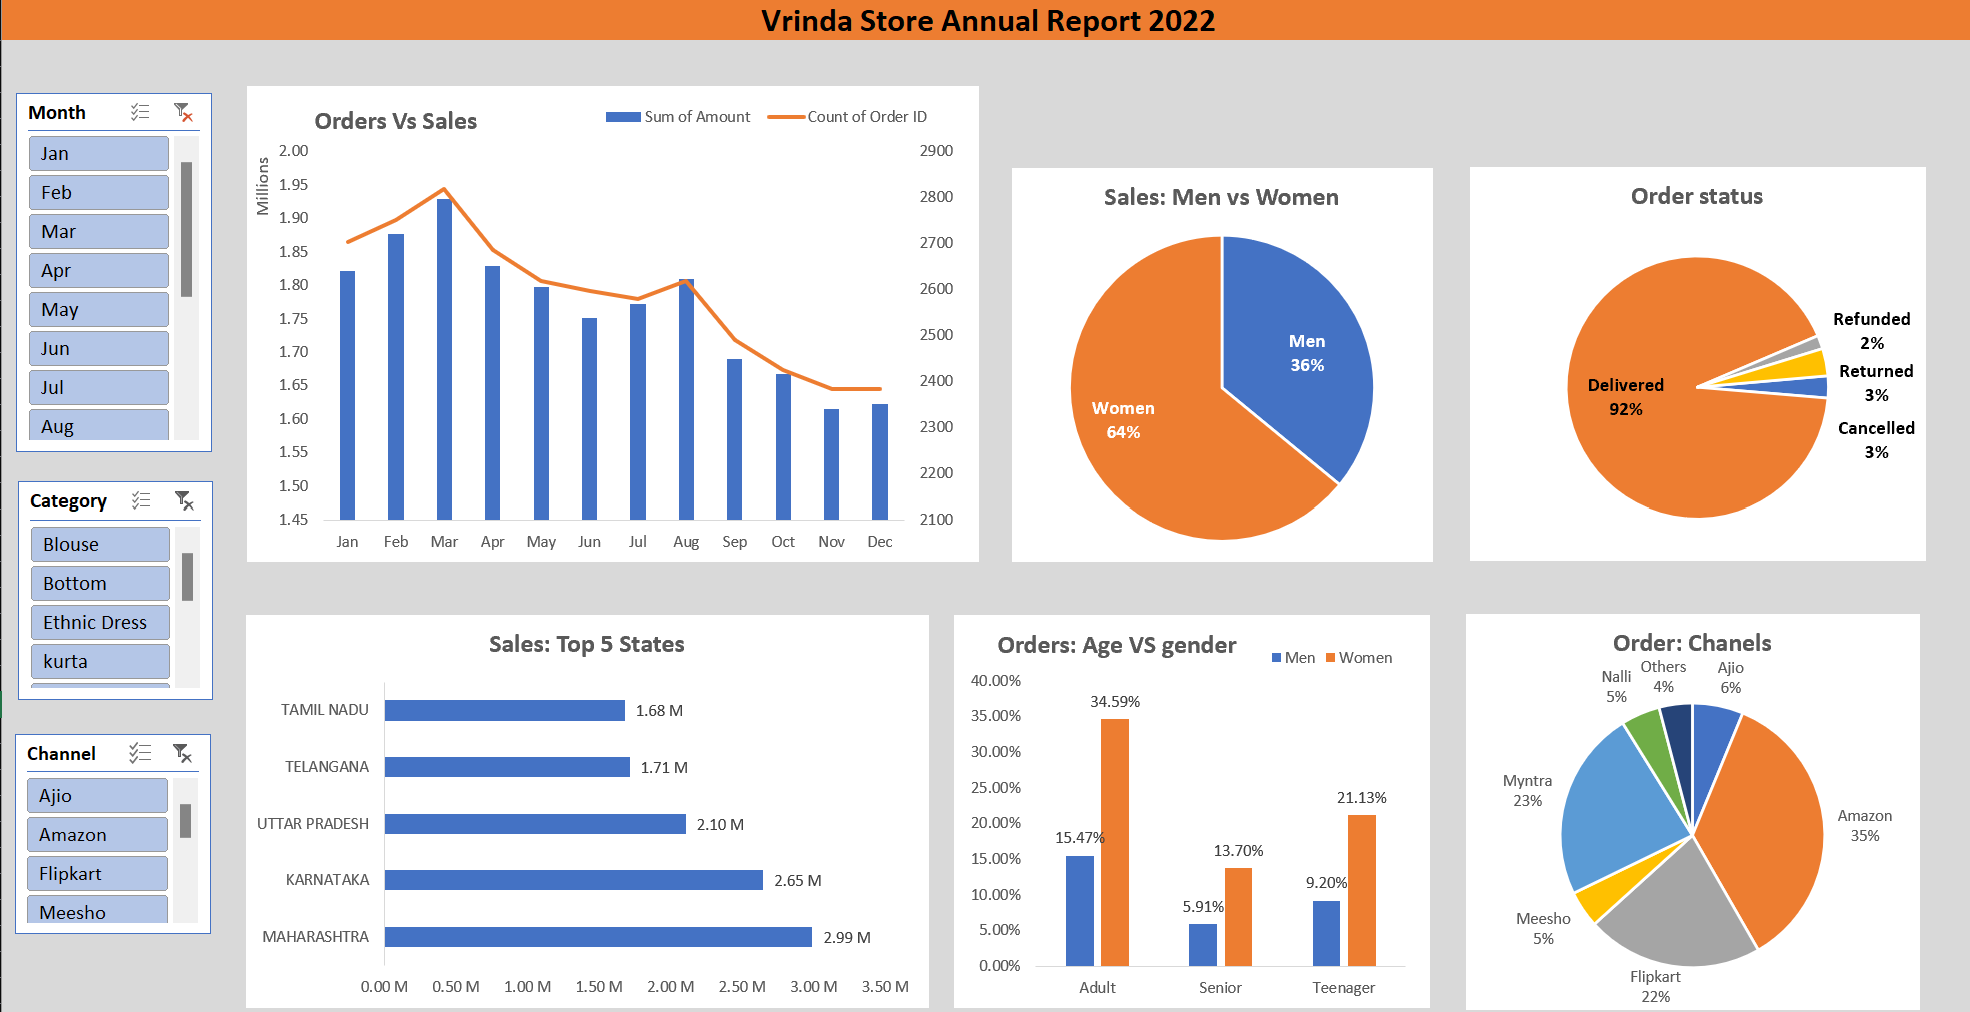 Vrinda Store Annual Report 2022
Month
Jan
Feb
Mar
Apr
May
Jun
Jul
Aug
Category
Blouse
Bottom
Ethnic Dress
kurta
Channel
Ajio
Amazon
Flipkart
Meesho
Orders Vs Sales
Sum of Amount
Count of Order ID
Millions
2.00
1.95
1.90
1.85
1.80
1.75
1.70
1.65
1.60
1.55
1.50
1.45
2900
2800
2700
2600
2500
2400
2300
2200
2100
Jan Feb Mar Apr May Jun Jul Aug Sep Oct Nov Dec
Sales: Men vs Women
Men
36%
Women
64%
Order status
Refunded
2%
Returned
3%
Cancelled
3%
Delivered
92%
Sales: Top 5 States
TAMIL NADU 1.68 M
TELANGANA 1.71 M
UTTAR PRADESH 2.10 M
KARNATAKA 2.65 M
MAHARASHTRA 2.99 M
0.00 M 0.50 M 1.00 M 1.50 M 2.00 M 2.50 M 3.00 M 3.50 M
Orders: Age VS gender
Men Women
40.00%
35.00%
30.00%
25.00%
20.00%
15.00%
10.00%
5.00%
0.00%
15.47%
34.59%
5.91%
13.70%
9.20%
21.13%
Adult Senior Teenager
Order: Chanels
Nalli
5%
Others
4%
Ajio
6%
Myntra
23%
Amazon
35%
Meesho
5%
Flipkart
22%